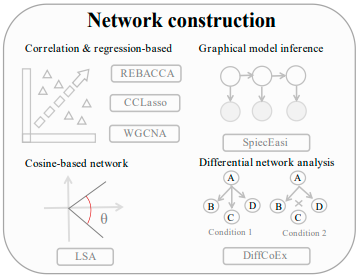 Network construction
Correlation & regression-based
REBACCA
CCLasso
WGCNA
Graphical model inference
SpiecEasi
Cosine-based network
θ
LSA
Differential network analysis
A A
B D B D
C C
Condition 1 Condition 2
DiffCoEx